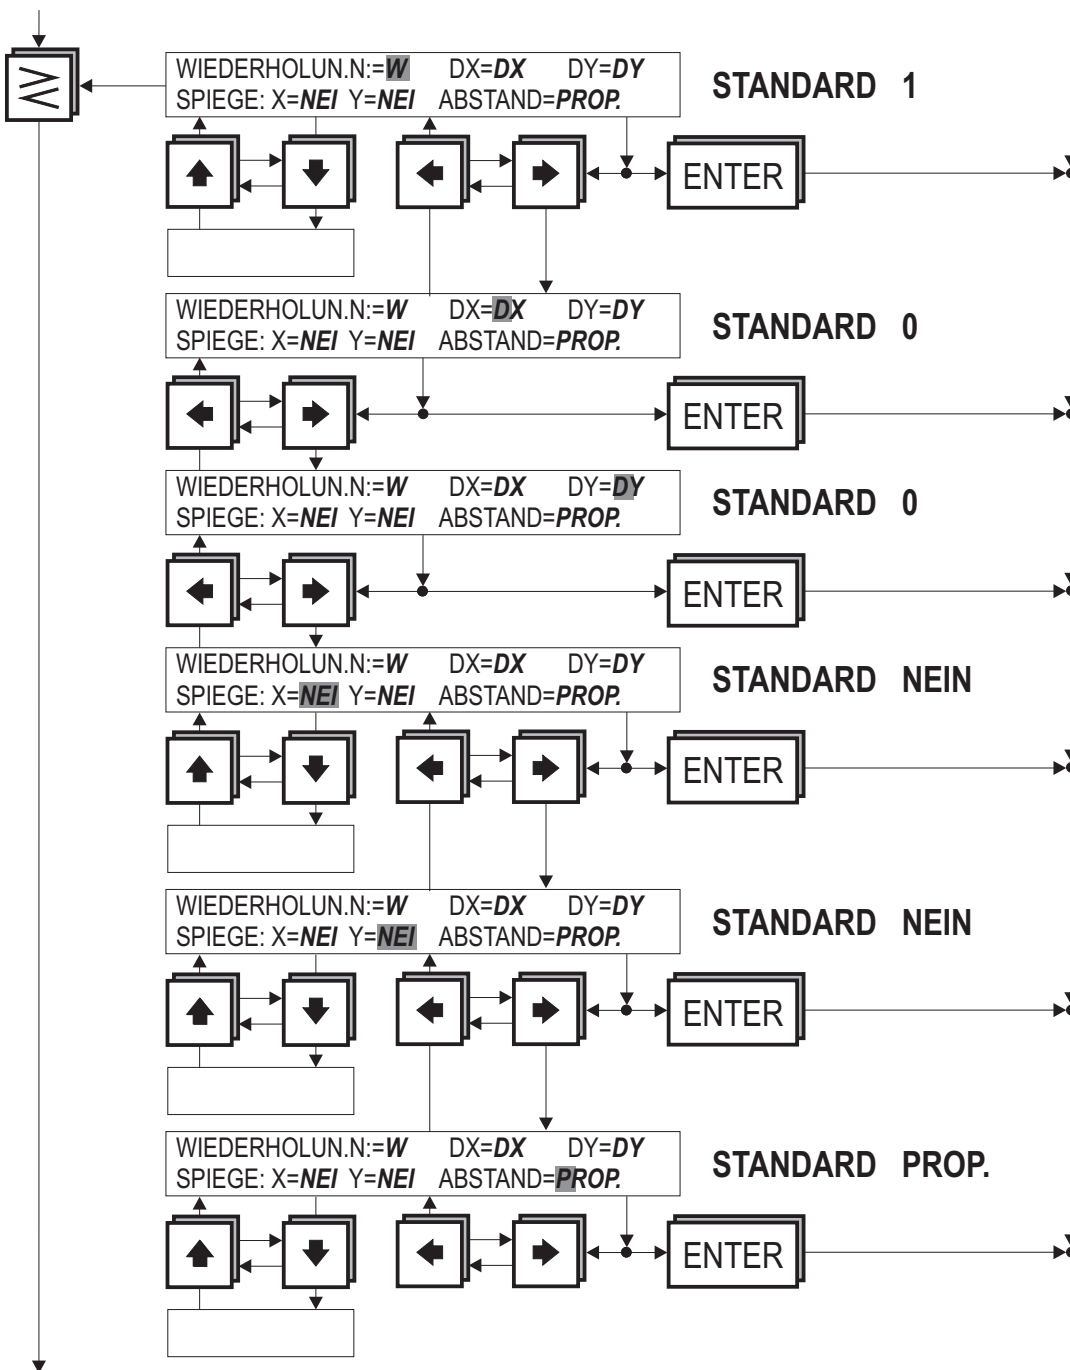 WIEDERHOLUN.N:=W DX=DX DY=DY
SPIEGE: X=NEI Y=NEI ABSTAND=PROP.
STANDARD 1
ENTER
WIEDERHOLUN.N:=W DX=DX DY=DY
SPIEGE: X=NEI Y=NEI ABSTAND=PROP.
STANDARD 0
ENTER
WIEDERHOLUN.N:=W DX=DX DY=DY
SPIEGE: X=NEI Y=NEI ABSTAND=PROP.
STANDARD 0
ENTER
WIEDERHOLUN.N:=W DX=DX DY=DY
SPIEGE: X=NEI Y=NEI ABSTAND=PROP.
STANDARD NEIN
ENTER
WIEDERHOLUN.N:=W DX=DX DY=DY
SPIEGE: X=NEI Y=NEI ABSTAND=PROP.
STANDARD NEIN
ENTER
WIEDERHOLUN.N:=W DX=DX DY=DY
SPIEGE: X=NEI Y=NEI ABSTAND=PROP.
STANDARD PROP.
ENTER